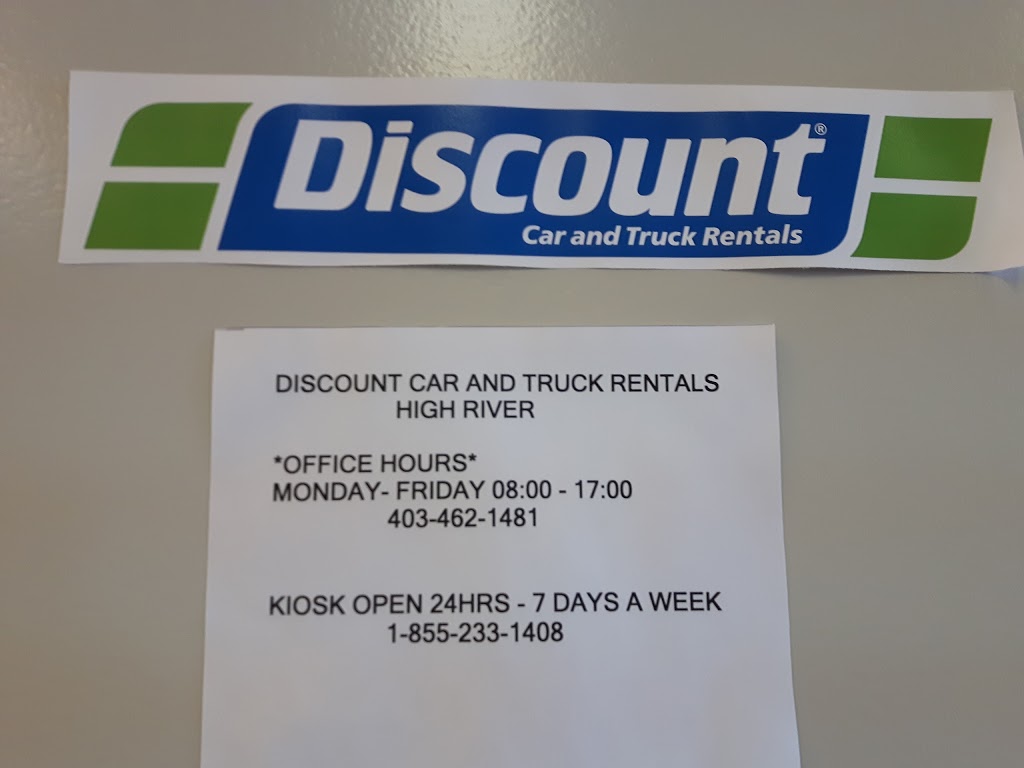 Discount®
Car and Truck Rentals
DISCOUNT CAR AND TRUCK RENTALS
HIGH RIVER
*OFFICE HOURS*
MONDAY- FRIDAY 08:00 - 17:00
403-462-1481
KIOSK OPEN 24HRS - 7 DAYS A WEEK
1-855-233-1408